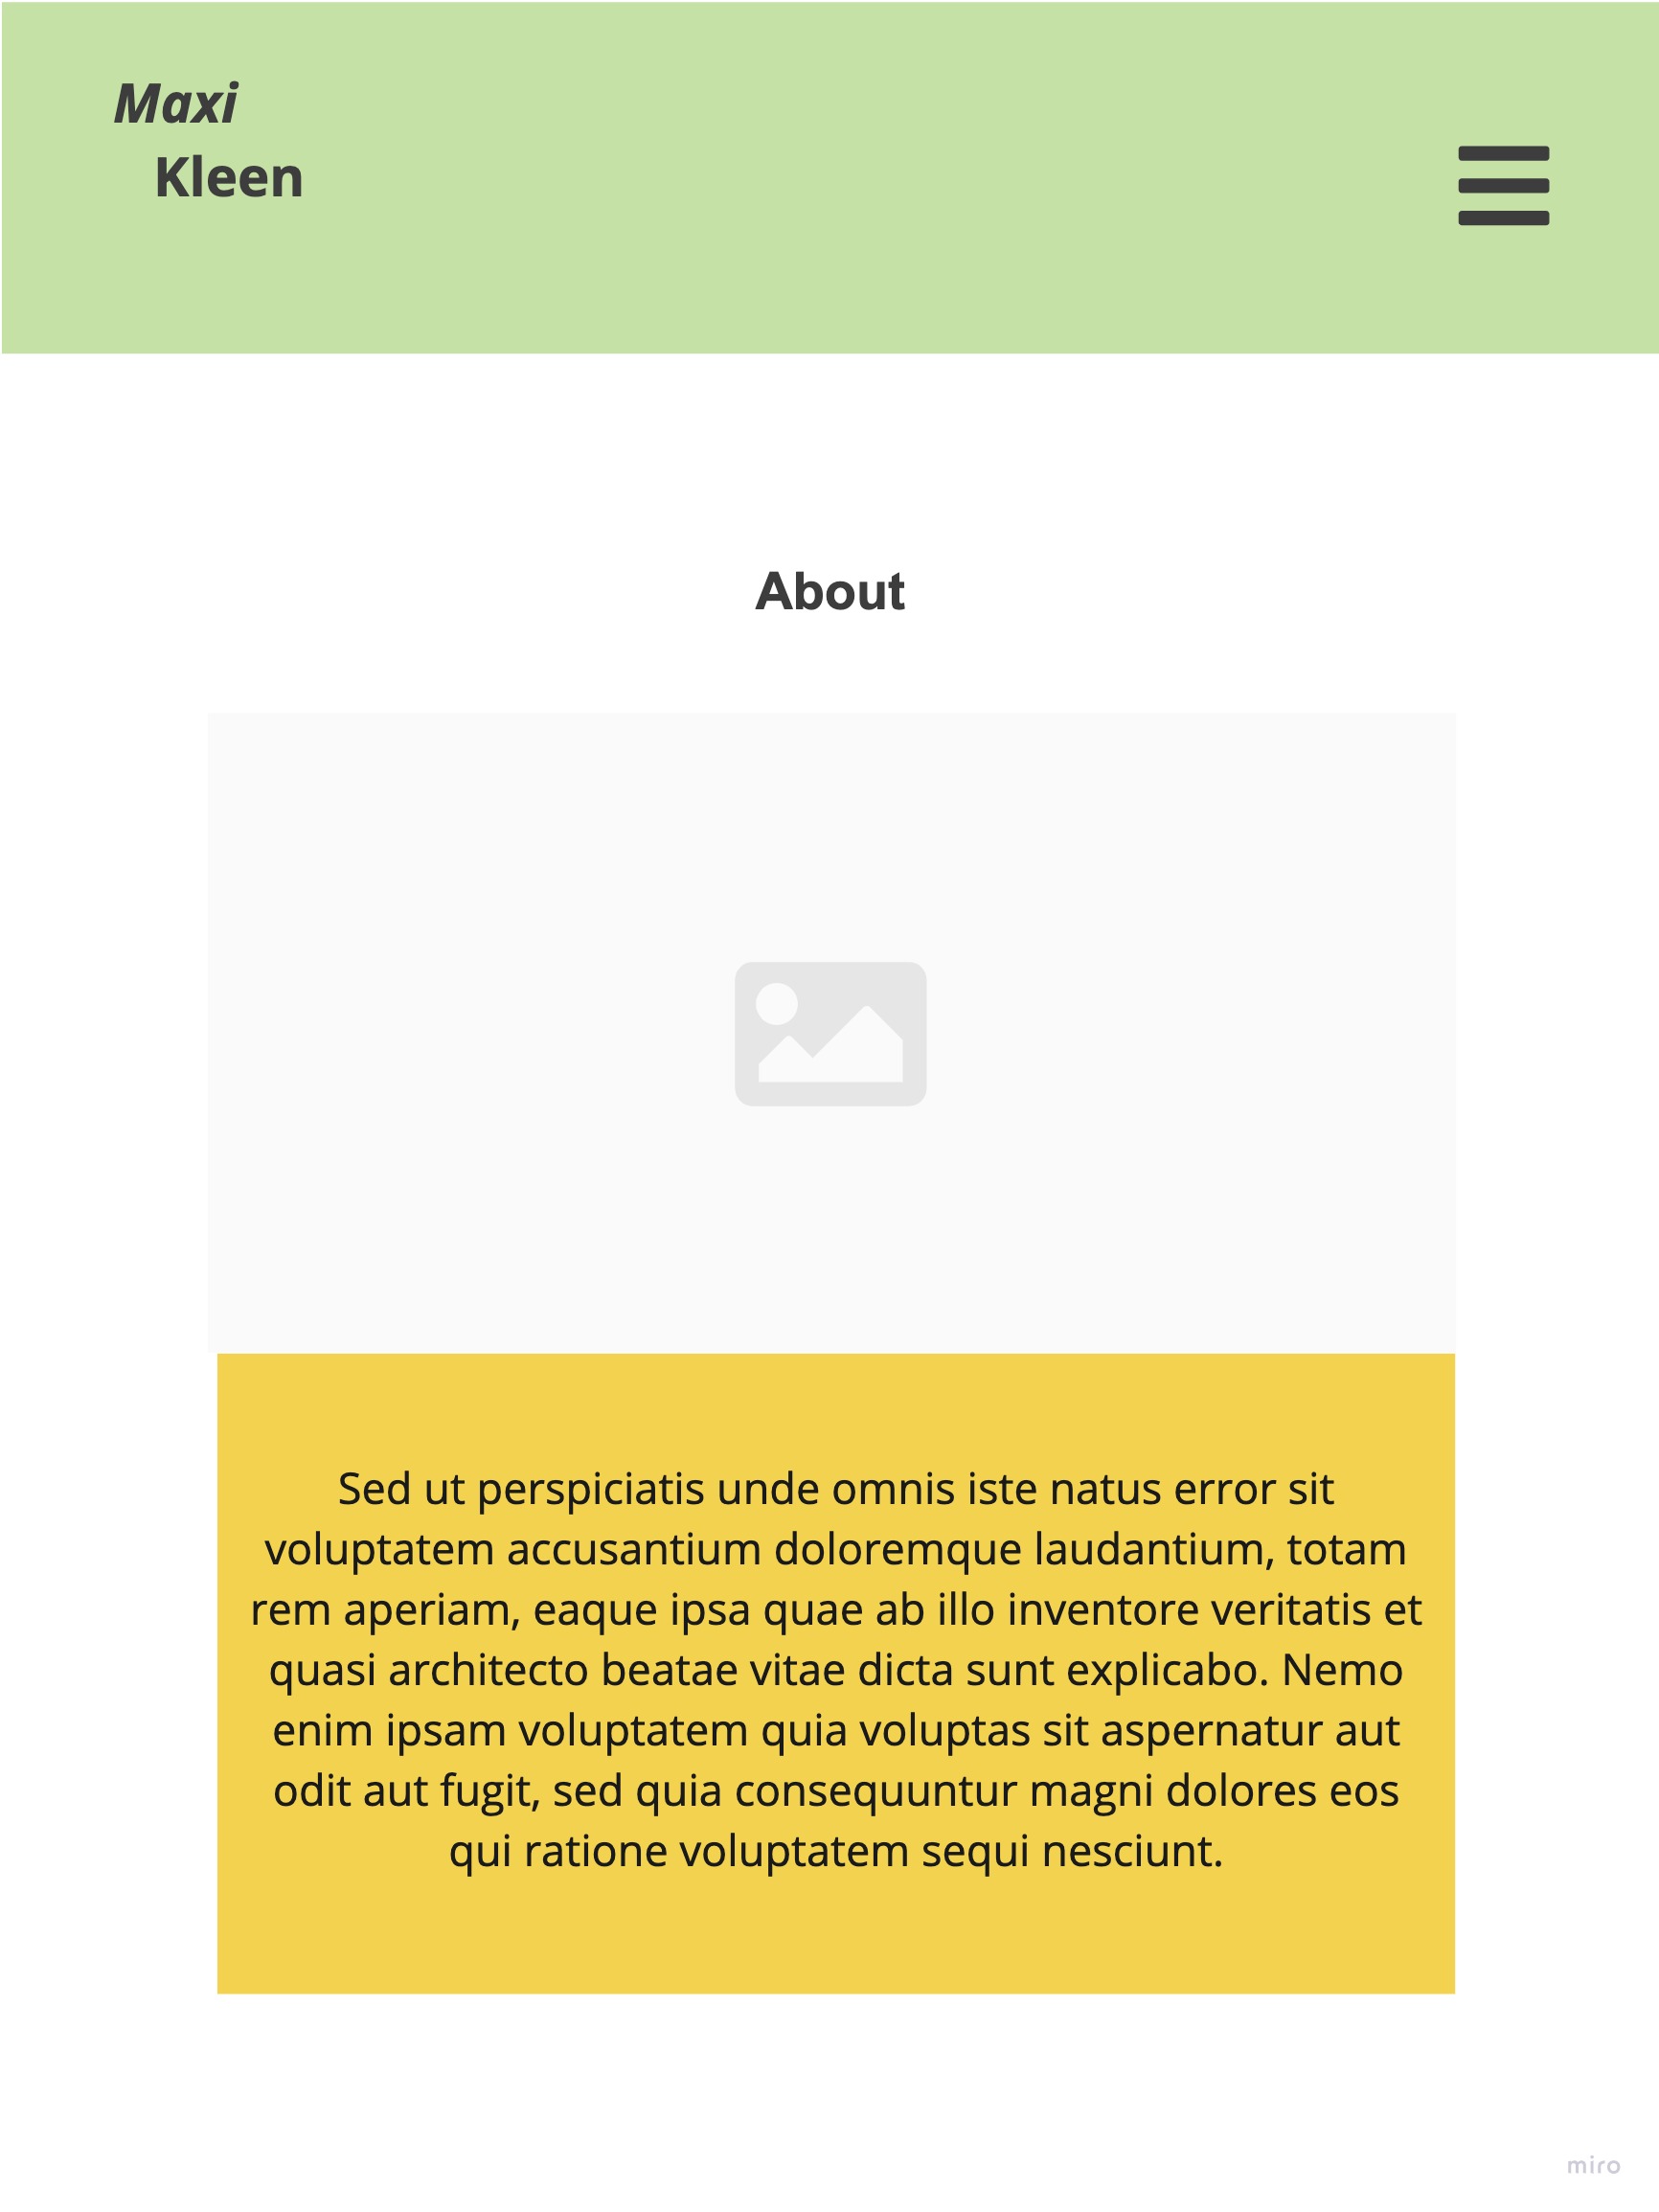 Maxi
Kleen
About
Sed ut perspiciatis unde omnis iste natus error sit
voluptatem accusantium doloremque laudantium, totam
rem aperiam, eaque ipsa quae ab illo inventore veritatis et
quasi architecto beatae vitae dicta sunt explicabo. Nemo
enim ipsam voluptatem quia voluptas sit aspernatur aut
odit aut fugit, sed quia consequuntur magni dolores eos
qui ratione voluptatem sequi nesciunt.
miro